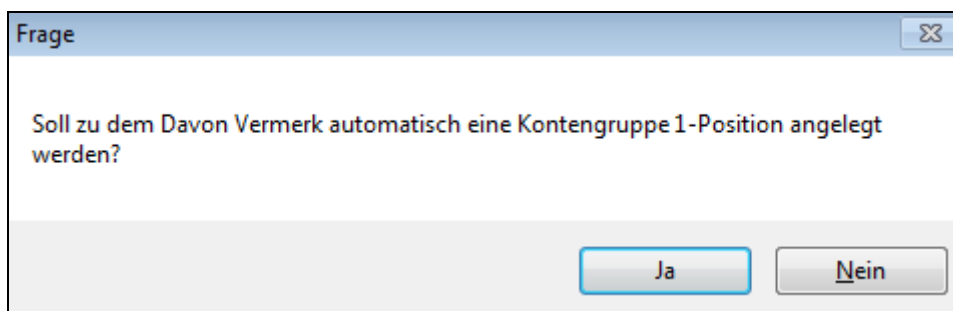 Frage
Soll zu dem Davon Vermerk automatisch eine Kontengruppe 1-Position angelegt
werden?
Ja
Nein